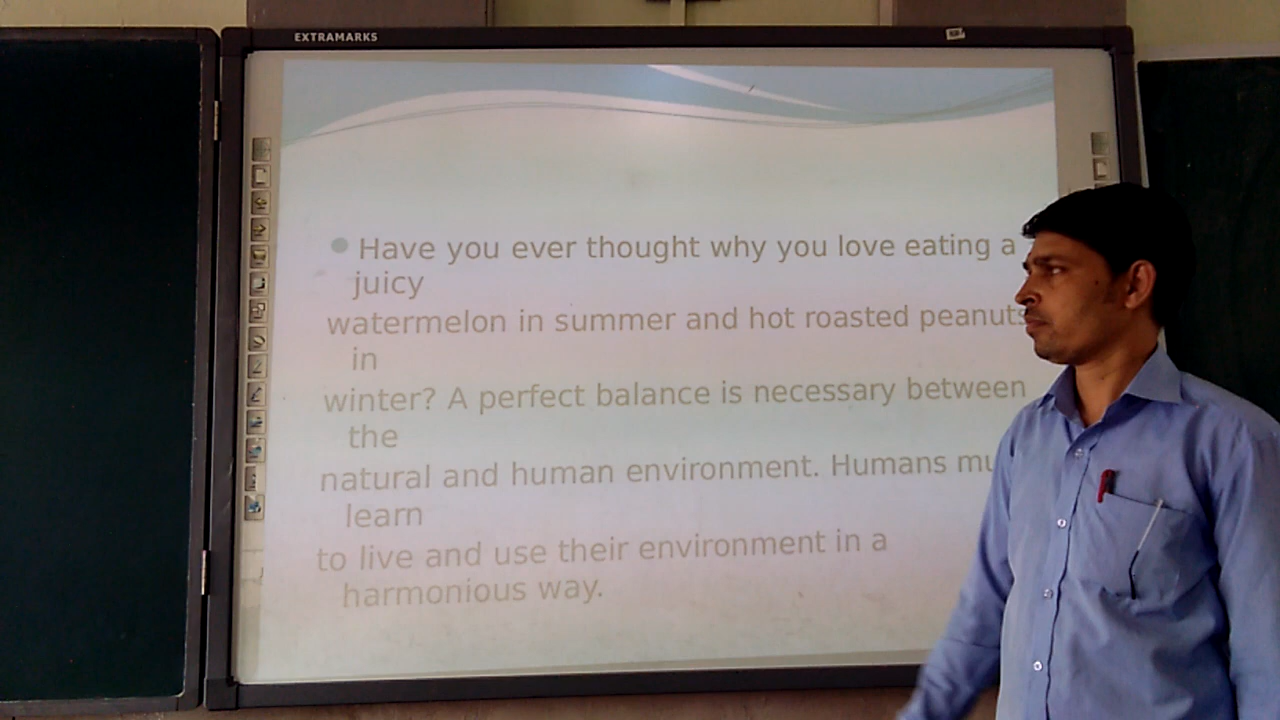 EXTRAMARKS
Have you ever thought why you love eating a
juicy
watermelon in summer and hot roasted peanuts
in
winter? A perfect balance is necessary between
the
natural and human environment. Humans
learn
to live and use their environment in a
harmonious way.